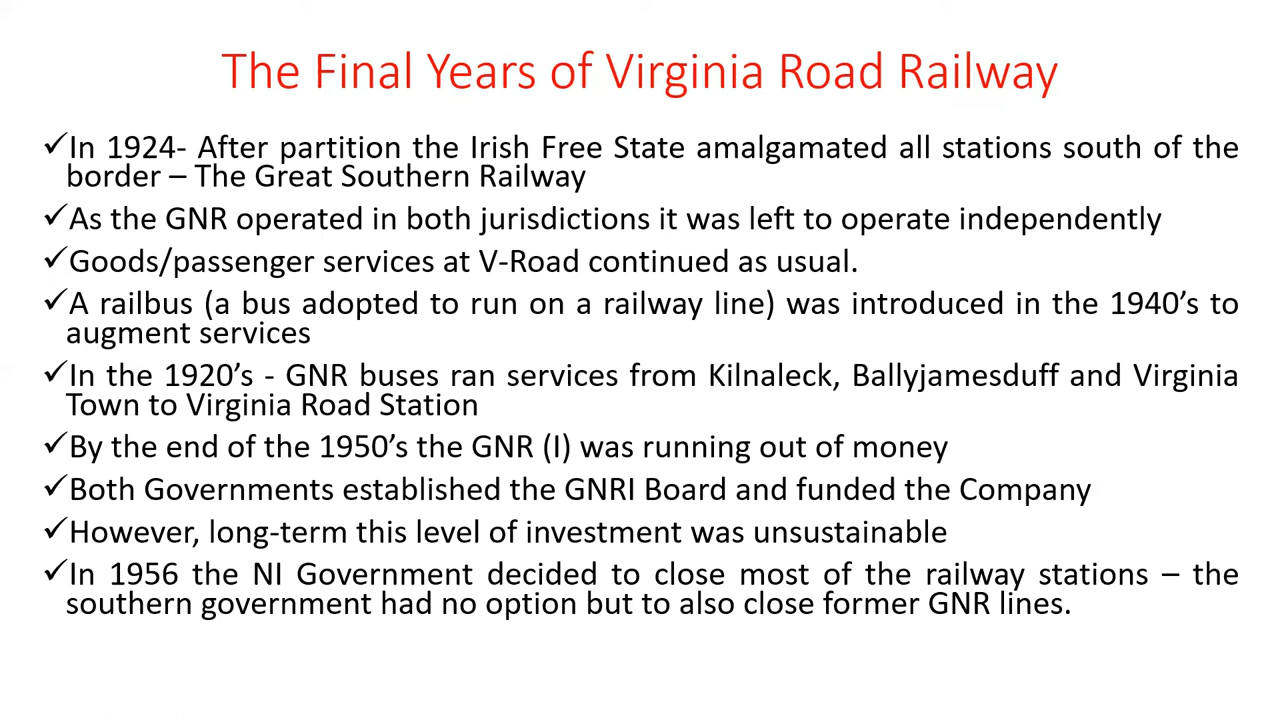 The Final Years of Virginia Road Railway
✓In 1924- After partition the Irish Free State amalgamated all stations south of the
border – The Great Southern Railway
✓As the GNR operated in both jurisdictions it was left to operate independently
✓Goods/passenger services at V-Road continued as usual.
✓A railbus (a bus adopted to run on a railway line) was introduced in the 1940’s to
augment services
✓In the 1920’s - GNR buses ran services from Kilnaleck, Ballyjamesduff and Virginia
Town to Virginia Road Station
✓By the end of the 1950’s the GNR (I) was running out of money
✓Both Governments established the GNRI Board and funded the Company
✓However, long-term this level of investment was unsustainable
✓In 1956 the NI Government decided to close most of the railway stations – the
southern government had no option but to also close former GNR lines.